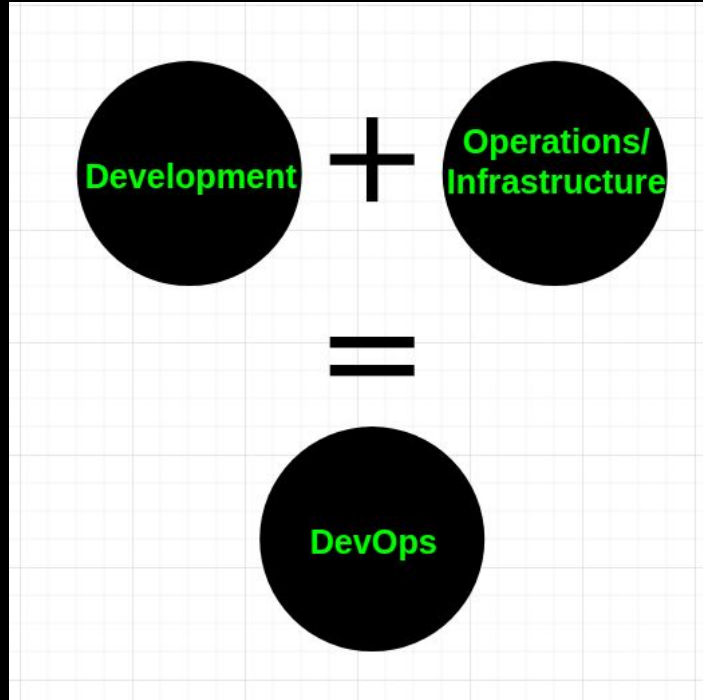 Development
+
Operations/
Infrastructure
=
DevOps